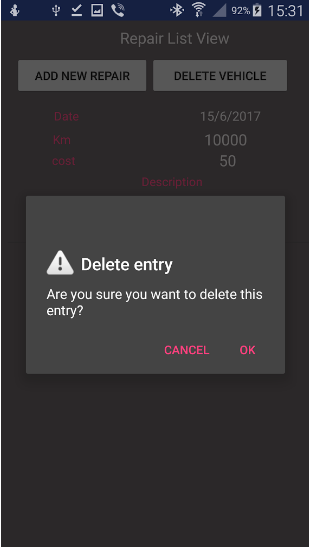 92% 15:31
Repair List View
ADD NEW REPAIR DELETE VEHICLE
Date 15/6/2017
Km 10000
cost 50
Description
Delete entry
Are you sure you want to delete this
entry?
CANCEL OK